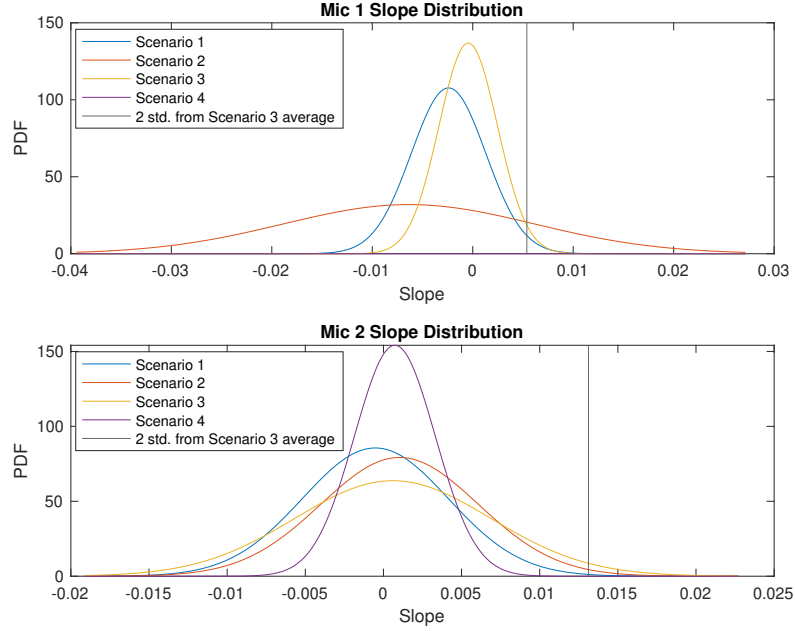 Mic 1 Slope Distribution
150
100
50
0
PDF
Scenario 1
Scenario 2
Scenario 3
Scenario 4
2 std. from Scenario 3 average
-0.04 -0.03 -0.02 -0.01 0 0.01 0.02 0.03
Slope
Mic 2 Slope Distribution
150
100
50
0
PDF
Scenario 1
Scenario 2
Scenario 3
Scenario 4
2 std. from Scenario 3 average
-0.02 -0.015 -0.01 -0.005 0 0.005 0.01 0.015 0.02 0.025
Slope